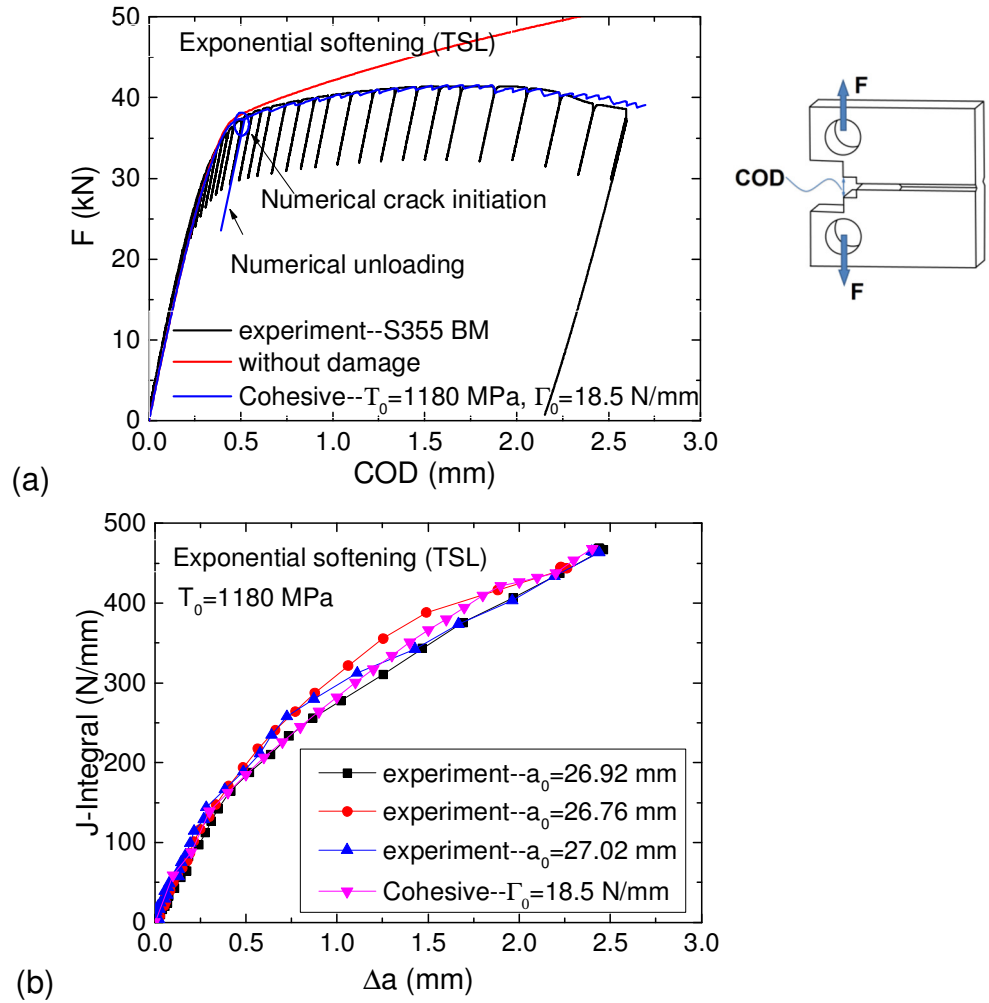 50
40
30
20
10
0
F (kN)
Exponential softening (TSL)
Numerical crack initiation
Numerical unloading
experiment--S355 BM
without damage
Cohesive--T₀=1180 MPa, Γ₀=18.5 N/mm
0.0 0.5 1.0 1.5 2.0 2.5 3.0
COD (mm)
(a)
F
COD
F
500
400
300
200
100
0
J-Integral (N/mm)
Exponential softening (TSL)
T₀=1180 MPa
experiment--a₀=26.92 mm
experiment--a₀=26.76 mm
experiment--a₀=27.02 mm
Cohesive--Γ₀=18.5 N/mm
0.0 0.5 1.0 1.5 2.0 2.5 3.0
Δa (mm)
(b)